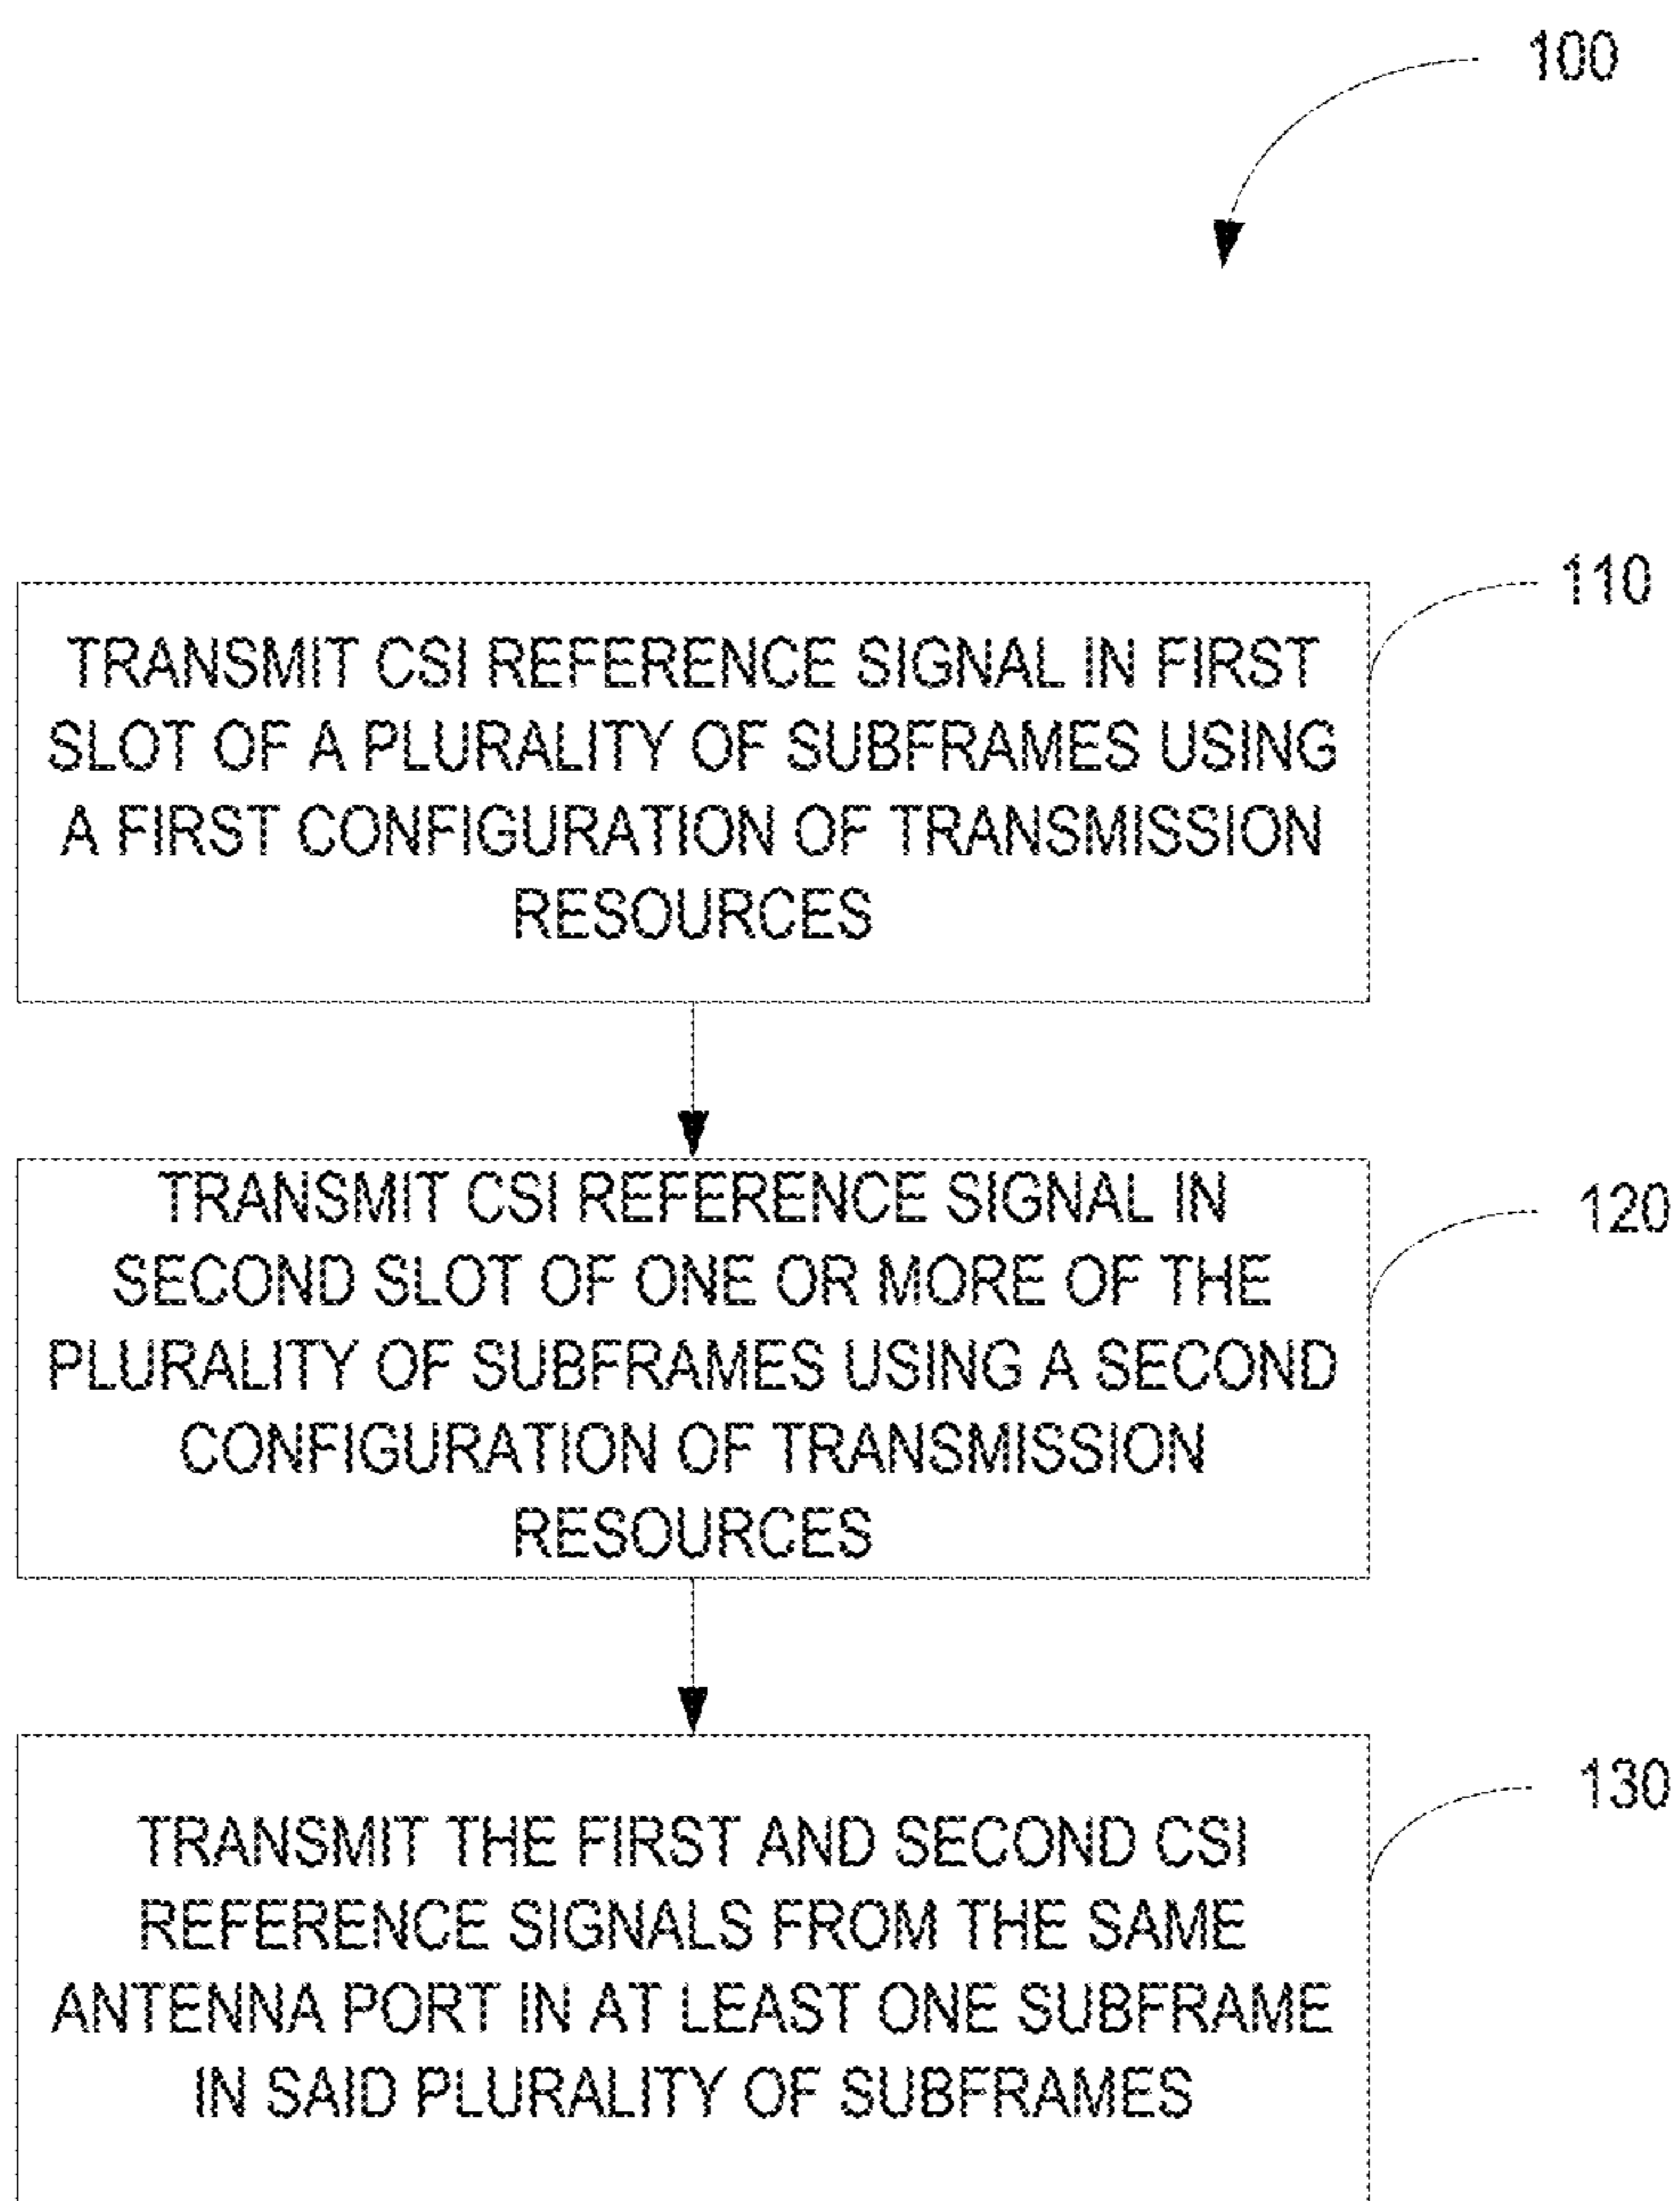 100
110
TRANSMIT CSI REFERENCE SIGNAL IN FIRST
SLOT OF A PLURALITY OF SUBFRAMES USING
A FIRST CONFIGURATION OF TRANSMISSION
RESOURCES
120
TRANSMIT CSI REFERENCE SIGNAL IN
SECOND SLOT OF ONE OR MORE OF THE
PLURALITY OF SUBFRAMES USING A SECOND
CONFIGURATION OF TRANSMISSION
RESOURCES
130
TRANSMIT THE FIRST AND SECOND CSI
REFERENCE SIGNALS FROM THE SAME
ANTENNA PORT IN AT LEAST ONE SUBFRAME
IN SAID PLURALITY OF SUBFRAMES